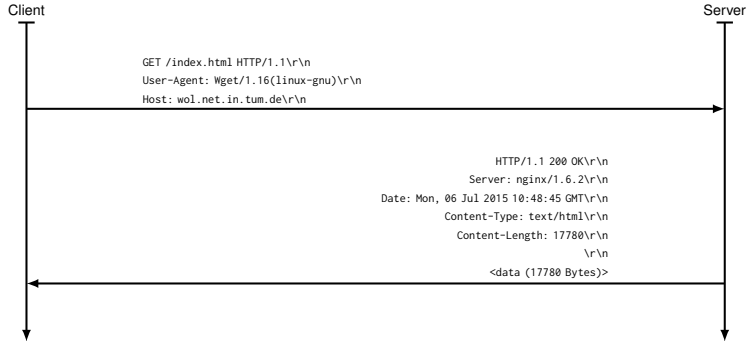 Client
Server
GET /index.html HTTP/1.1\r\n
User-Agent: Wget/1.16(linux-gnu)\r\n
Host: wol.net.in.tum.de\r\n
HTTP/1.1 200 OK\r\n
Server: nginx/1.6.2\r\n
Date: Mon, 06 Jul 2015 10:48:45 GMT\r\n
Content-Type: text/html\r\n
Content-Length: 17780\r\n
\r\n
<data (17780 Bytes)>